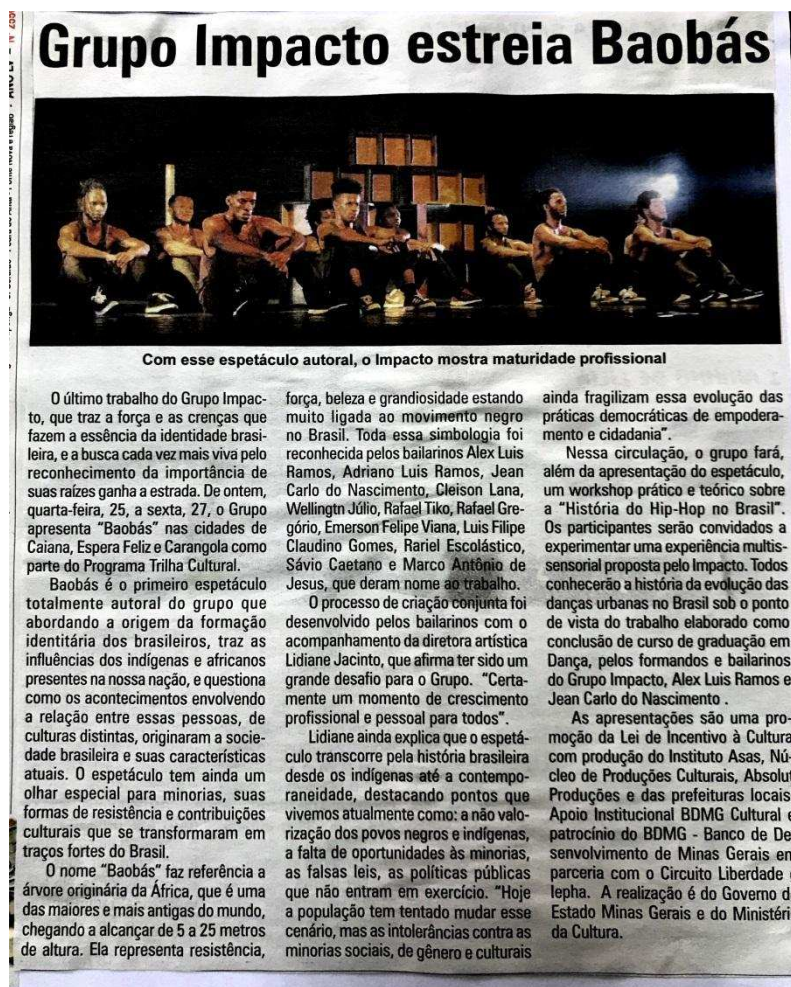 Grupo Impacto estreia Baobás
Com esse espetáculo autoral, o Impacto mostra maturidade profissional
O último trabalho do Grupo Impac-
to, que traz a força e as crenças que
fazem a essência da identidade brasi-
leira, e a busca cada vez mais viva pelo
reconhecimento da importância de
suas raízes ganha a estrada. De ontem,
quarta-feira, 25, a sexta, 27, o Grupo
apresenta “Baobás” nas cidades de
Caiana, Espera Feliz e Carangola como
parte do Programa Trilha Cultural.
Baobás é o primeiro espetáculo
totalmente autoral do grupo que
abordando a origem da formação
identitária dos brasileiros, traz as
influências dos indígenas e africanos
presentes na nossa nação, e questiona
como os acontecimentos envolvendo
a relação entre essas pessoas, de
culturas distintas, originaram a socie-
dade brasileira e suas características
atuais. O espetáculo tem ainda um
olhar especial para minorias, suas
formas de resistência e contribuições
culturais que se transformaram em
traços fortes do Brasil.
O nome “Baobás” faz referência a
árvore originária da África, que é uma
das maiores e mais antigas do mundo,
chegando a alcançar de 5 a 25 metros
de altura. Ela representa resistência,
força, beleza e grandiosidade estando
muito ligada ao movimento negro
no Brasil. Toda essa simbologia foi
reconhecida pelos bailarinos Alex Luis
Ramos, Adriano Luis Ramos, Jean
Carlo do Nascimento, Cleison Lana,
Wellingtn Júlio, Rafael Tiko, Rafael Gre-
gório, Emerson Felipe Viana, Luis Filipe
Claudino Gomes, Rariel Escolástico,
Sávio Caetano e Marco Antônio de
Jesus, que deram nome ao trabalho.
O processo de criação conjunta foi
desenvolvido pelos bailarinos com o
acompanhamento da diretora artística
Lidiane Jacinto, que afirma ter sido um
grande desafio para o Grupo. “Certa-
mente um momento de crescimento
profissional e pessoal para todos”.
Lidiane ainda explica que o espetá-
culo transcorre pela história brasileira
desde os indígenas até a contempo-
raneidade, destacando pontos que
vivemos atualmente como: a não valo-
rização dos povos negros e indígenas,
a falta de oportunidades às minorias,
as falsas leis, as políticas públicas
que não entram em exercício. “Hoje
a população tem tentado mudar esse
cenário, mas as intolerâncias contra as
minorias sociais, de gênero e culturais
ainda fragilizam essa evolução das
práticas democráticas de empodera-
mento e cidadania”.
Nessa circulação, o grupo fará,
além da apresentação do espetáculo,
um workshop prático e teórico sobre
a “História do Hip-Hop no Brasil”.
Os participantes serão convidados a
experimentar uma experiência multis-
sensorial proposta pelo Impacto. Todos
conhecerão a história da evolução das
danças urbanas no Brasil sob o ponto
de vista do trabalho elaborado como
conclusão de curso de graduação em
Dança, pelos formandos e bailarinos
do Grupo Impacto, Alex Luis Ramos e
Jean Carlo do Nascimento .
As apresentações são uma pro-
moção da Lei de Incentivo à Cultura
com produção do Instituto Asas, Nú-
cleo de Produções Culturais, Absolut
Produções e das prefeituras locais
Apoio Institucional BDMG Cultural e
patrocínio do BDMG - Banco de De-
senvolvimento de Minas Gerais em
parceria com o Circuito Liberdade
Iepha. A realização é do Governo d
Estado Minas Gerais e do Ministéri
da Cultura.